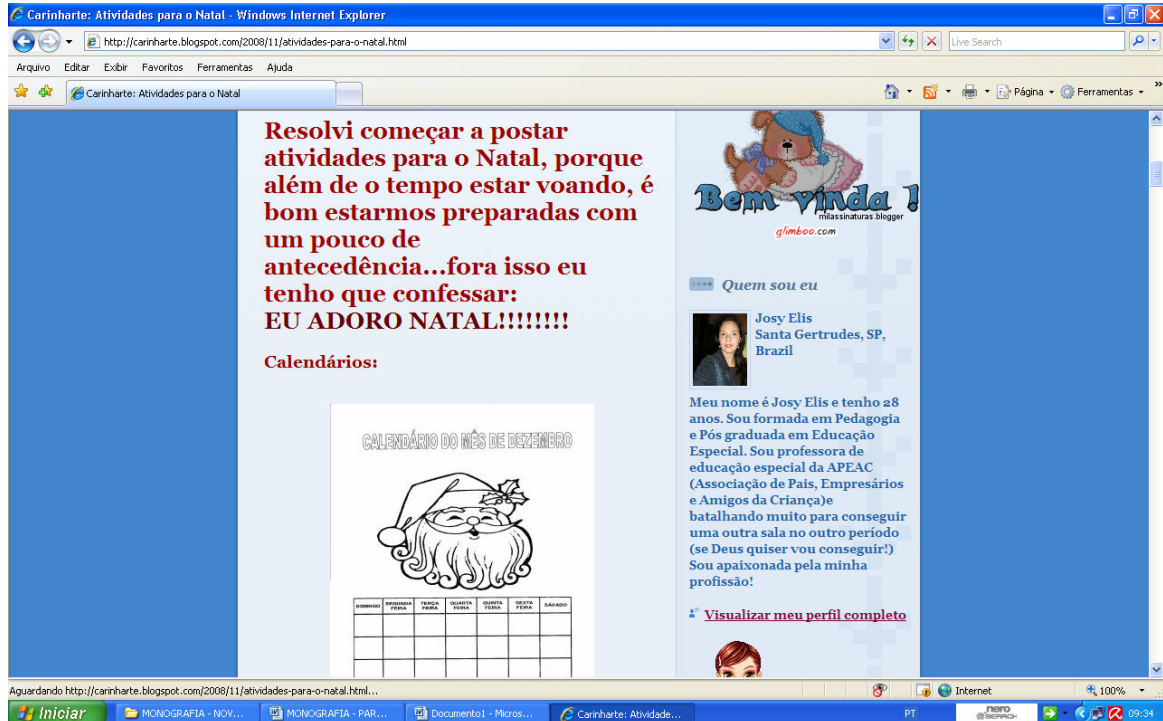 Carinharte: Atividades para o Natal - Windows Internet Explorer
http://carinharte.blogspot.com/2008/11/atividades-para-o-natal.html
Live Search
Arquivo Editar Exibir Favoritos Ferramentas Ajuda
Carinharte: Atividades para o Natal
Página Ferramentas
Resolvi começar a postar
atividades para o Natal, porque
além de o tempo estar voando, é
bom estarmos preparadas com
um pouco de
antecedência...fora isso eu
tenho que confessar:
EU ADORO NATAL!!!!!!!!
Calendários:
CALENDÁRIO DO MÊS DE DEZEMBRO
DOMINGO SEGUNDA FEIRA TERÇA FEIRA QUARTA FEIRA QUINTA FEIRA SEXTA FEIRA SÁBADO
Bem vinda !
milassinaturas.blogger
glimboo.com
Quem sou eu
Josy Elis
Santa Gertrudes, SP,
Brazil
Meu nome é Josy Elis e tenho 28
anos. Sou formada em Pedagogia
e Pós graduada em Educação
Especial. Sou professora de
educação especial da APEAC
(Associação de Pais, Empresários
e Amigos da Criança)e
batalhando muito para conseguir
uma outra sala no outro período
(se Deus quiser vou conseguir!)
Sou apaixonada pela minha
profissão!
Visualizar meu perfil completo
Aguardando http://carinharte.blogspot.com/2008/11/atividades-para-o-natal.html...
Internet
100%
Iniciar
MONOGRAFIA - NOV...
MONOGRAFIA - PAR...
Documento1 - Micros...
Carinharte: Atividade...
PT
nero
SEARCH
09:34